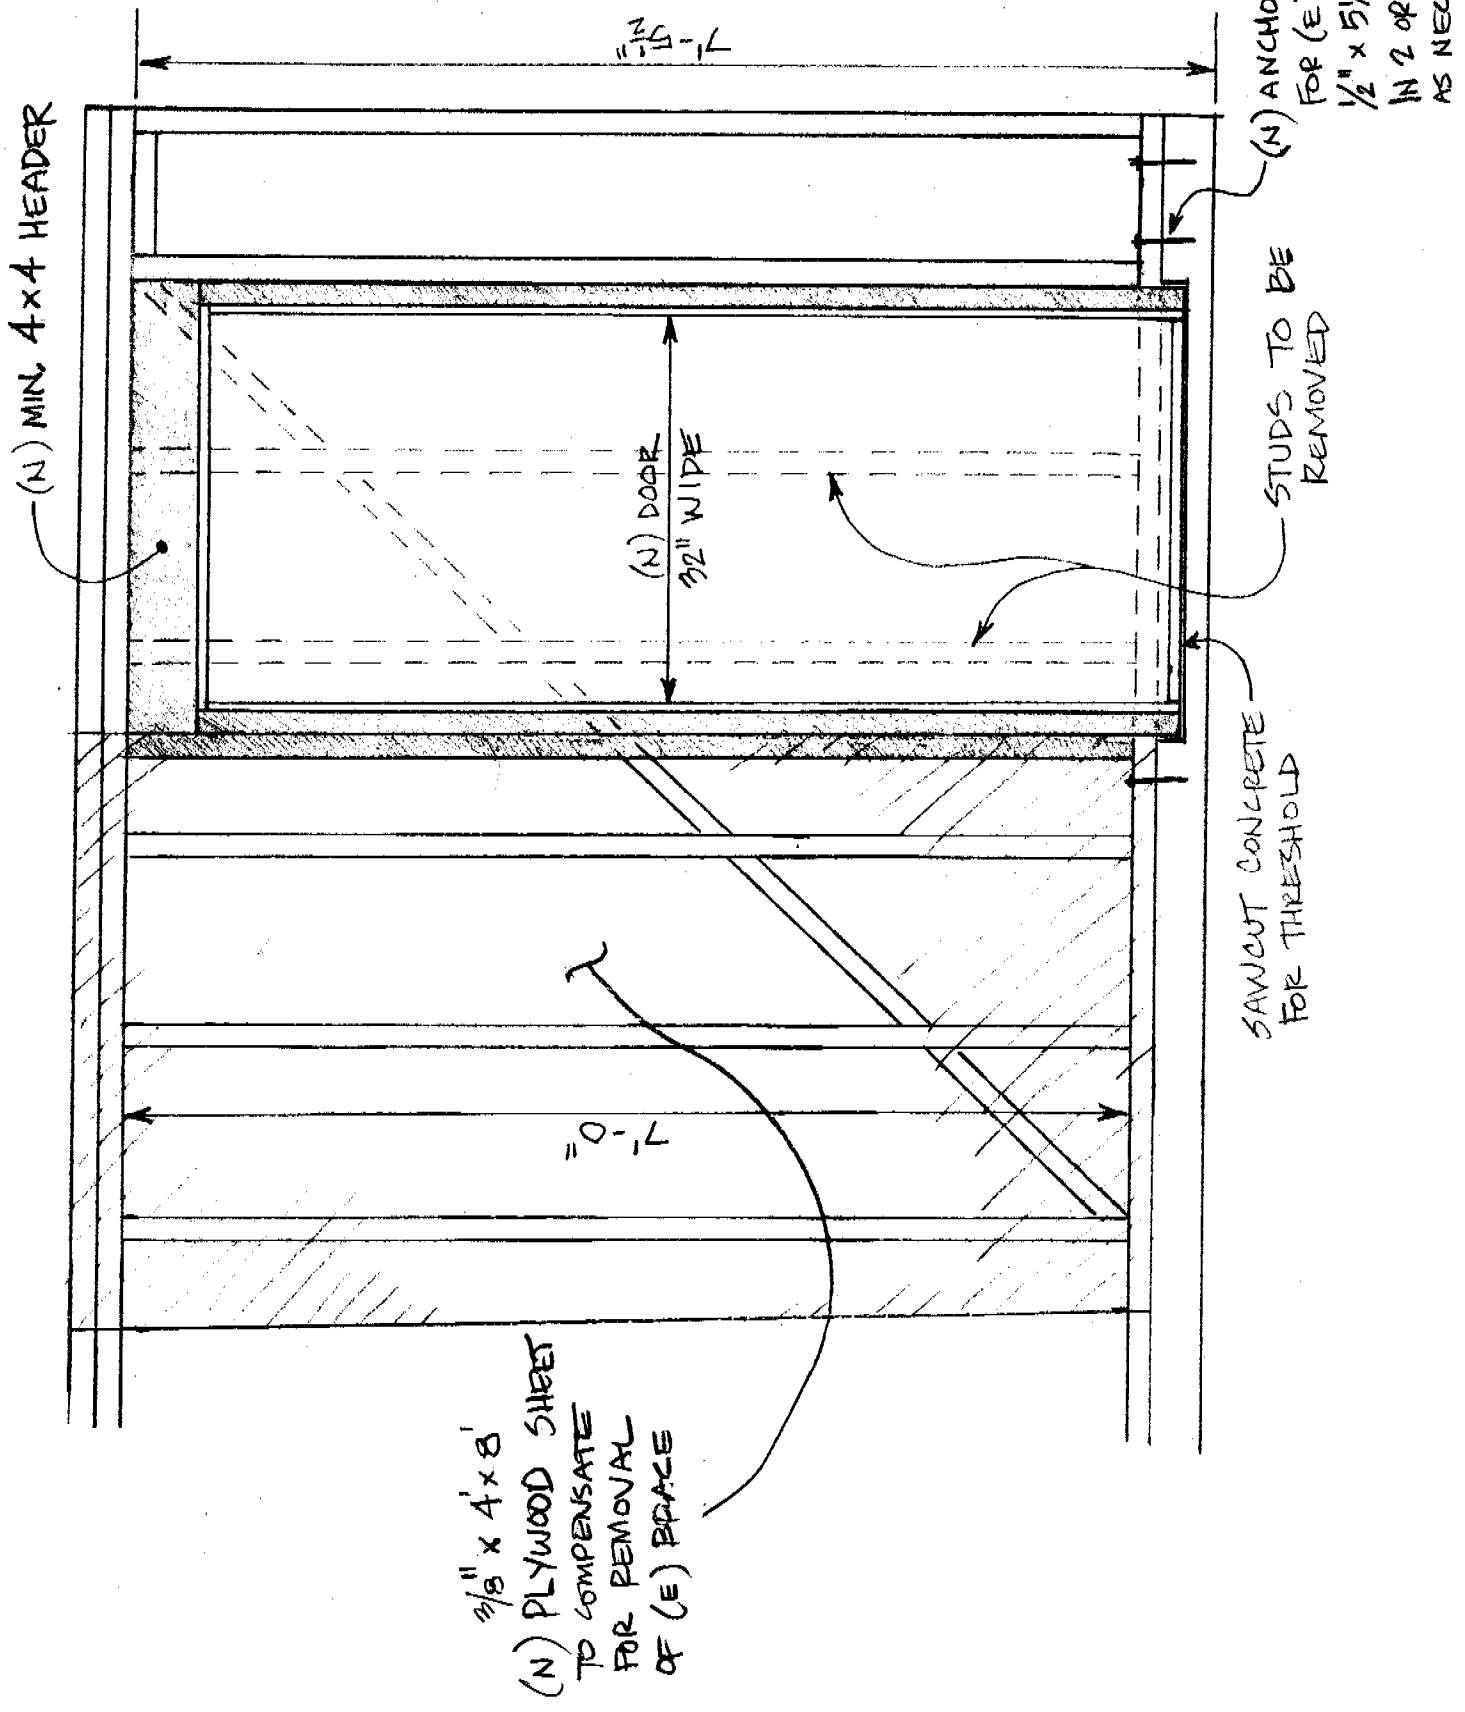 (N) MIN. 4x4 HEADER
7'-5½"
(N) DOOR
32" WIDE
7'-0"
3/8" x 4' x 8'
(N) PLYWOOD SHEET
TO COMPENSATE
FOR REMOVAL
OF (E) BRACE
SAWCUT CONCRETE
FOR THRESHOLD
STUDS TO BE
REMOVED
(N) ANCHO
FOR (E
½" x 5
IN 2 OR
AS NEC